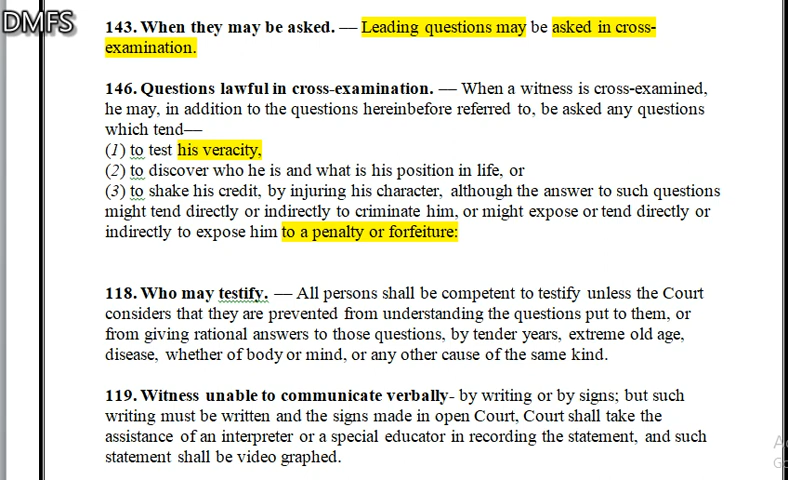 DMFS
143. When they may be asked. — Leading questions may be asked in cross-
examination.
146. Questions lawful in cross-examination. — When a witness is cross-examined,
he may, in addition to the questions hereinbefore referred to, be asked any questions
which tend—
(1) to test his veracity,
(2) to discover who he is and what is his position in life, or
(3) to shake his credit, by injuring his character, although the answer to such questions
might tend directly or indirectly to criminate him, or might expose or tend directly or
indirectly to expose him to a penalty or forfeiture:
118. Who may testify. — All persons shall be competent to testify unless the Court
considers that they are prevented from understanding the questions put to them, or
from giving rational answers to those questions, by tender years, extreme old age,
disease, whether of body or mind, or any other cause of the same kind.
119. Witness unable to communicate verbally- by writing or by signs; but such
writing must be written and the signs made in open Court, Court shall take the
assistance of an interpreter or a special educator in recording the statement, and such
statement shall be video graphed.